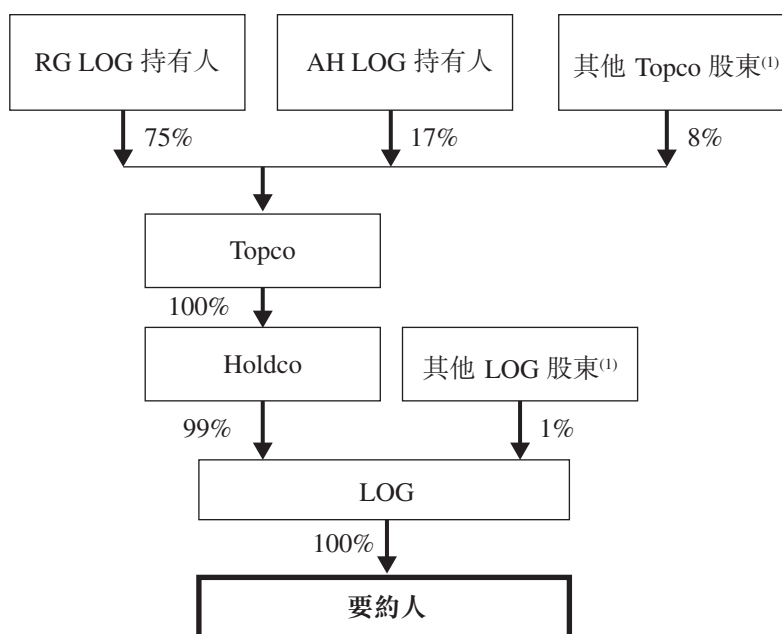 RG LOG 持有人
AH LOG 持有人
其他 Topco 股東(1)
75%
17%
8%
Topco
100%
Holdco
其他 LOG 股東(1)
99%
1%
LOG
100%
要約人